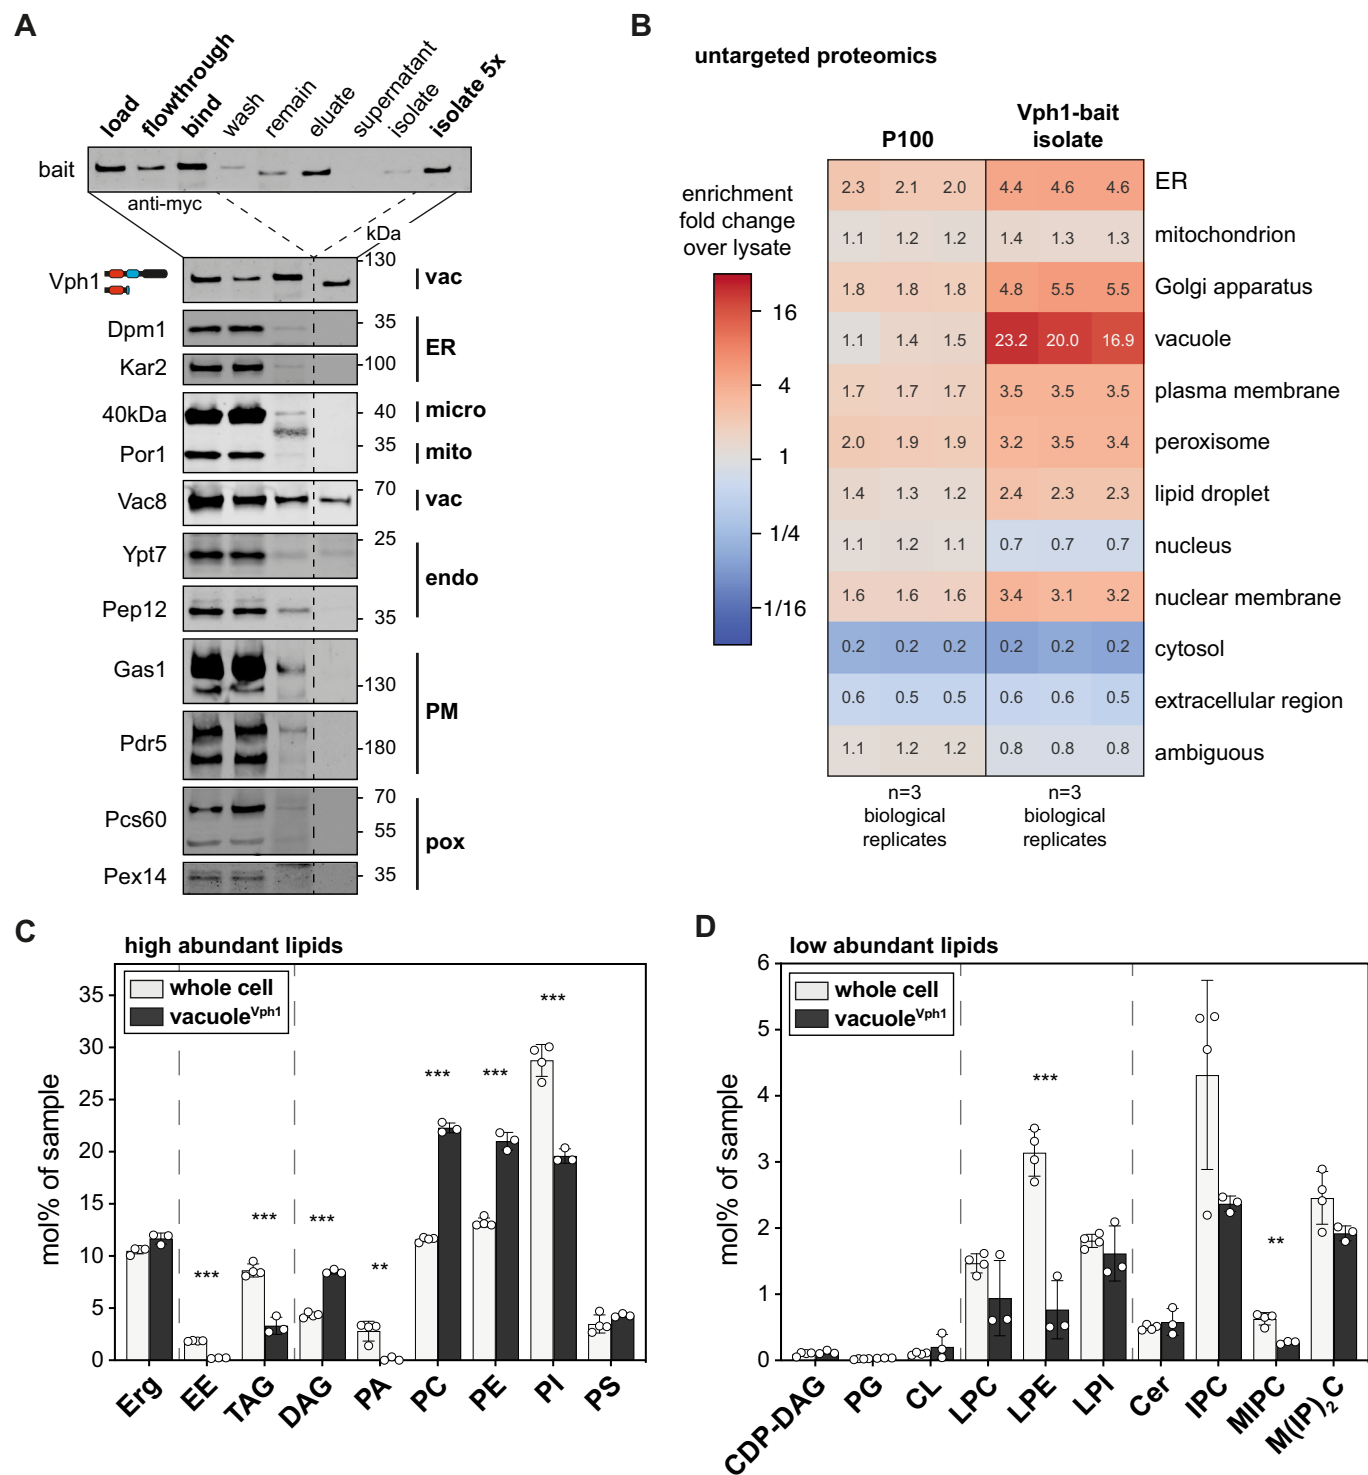 A
load
flowthrough
bind
wash
remain
eluate
supernatant
isolate
isolate 5x
bait
anti-myc
kDa
Vph1
130
vac
Dpm1
35
ER
Kar2
100
40kDa
40
micro
Por1
35
mito
Vac8
70
vac
Ypt7
25
endo
Pep12
35
Gas1
130
PM
Pdr5
180
Pcs60
70
55
pox
Pex14
35
B
untargeted proteomics
P100
Vph1-bait
isolate
enrichment
fold change
over lysate
16
4
1
1/4
1/16
2.3 2.1 2.0 4.4 4.6 4.6 ER
1.1 1.2 1.2 1.4 1.3 1.3 mitochondrion
1.8 1.8 1.8 4.8 5.5 5.5 Golgi apparatus
1.1 1.4 1.5 23.2 20.0 16.9 vacuole
1.7 1.7 1.7 3.5 3.5 3.5 plasma membrane
2.0 1.9 1.9 3.2 3.5 3.4 peroxisome
1.4 1.3 1.2 2.4 2.3 2.3 lipid droplet
1.1 1.2 1.1 0.7 0.7 0.7 nucleus
1.6 1.6 1.6 3.4 3.1 3.2 nuclear membrane
0.2 0.2 0.2 0.2 0.2 0.2 cytosol
0.6 0.5 0.5 0.6 0.6 0.5 extracellular region
1.1 1.2 1.2 0.8 0.8 0.8 ambiguous
n=3
biological
replicates
n=3
biological
replicates
C
high abundant lipids
whole cell
vacuoleVph1
mol% of sample
35
30
25
20
15
10
5
0
***
***
***
**
***
***
***
Erg
EE
TAG
DAG
PA
PC
PE
PI
PS
D
low abundant lipids
whole cell
vacuoleVph1
mol% of sample
6
5
4
3
2
1
0
***
**
CDP-DAG
PG
CL
LPC
LPE
LPI
Cer
IPC
MIPC
M(IP)₂C